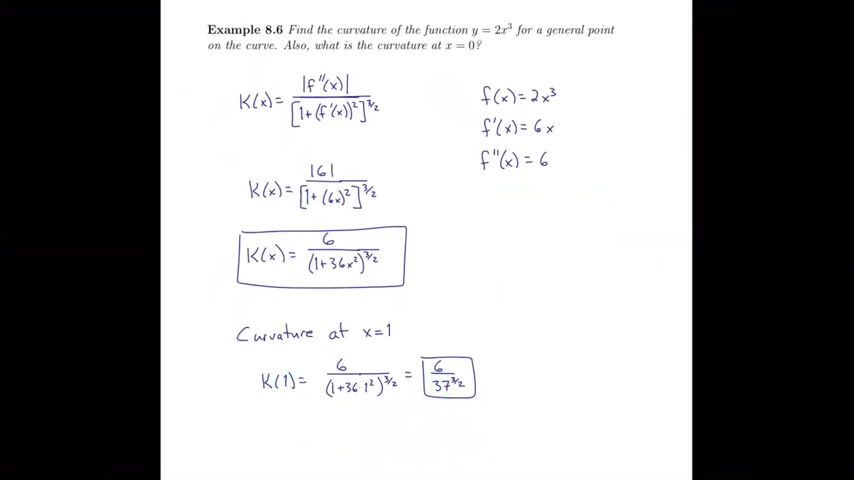 Example 8.6 Find the curvature of the function y = 2x³ for a general point
on the curve. Also, what is the curvature at x = 0?
K(x) = |f''(x)| / [1+(f'(x))²]^3/2
f(x) = 2x³
f'(x) = 6x
f''(x) = 6
K(x) = |6| / [1+(6x)²]^3/2
K(x) = 6 / (1+36x²)^3/2
Curvature at x=1
K(1) = 6 / (1+36·1²)^3/2 = 6 / 37^3/2